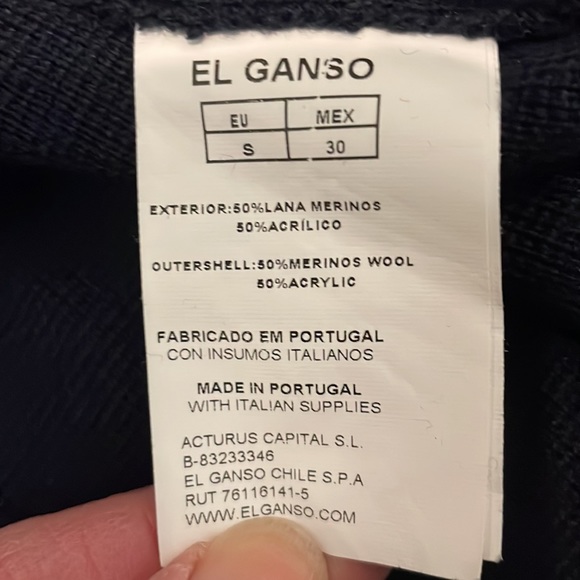 EL GANSO
EU MEX
S 30
EXTERIOR:50%LANA MERINOS
50%ACRÍLICO
OUTERSHELL:50%MERINOS WOOL
50%ACRYLIC
FABRICADO EM PORTUGAL
CON INSUMOS ITALIANOS
MADE IN PORTUGAL
WITH ITALIAN SUPPLIES
ACTURUS CAPITAL S.L.
B-83233346
EL GANSO CHILE S.P.A
RUT 76116141-5
WWW.ELGANSO.COM